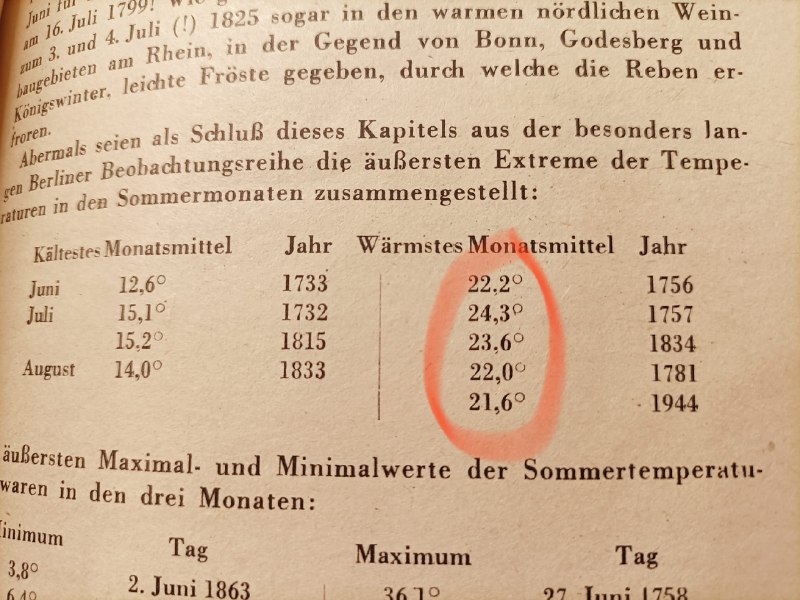 Juni für
am 16. Juli 1799! Wie g
zum 3. und 4. Juli (!) 1825 sogar in den warmen nördlichen Wein-
baugebieten am Rhein, in der Gegend von Bonn, Godesberg und
Königswinter, leichte Fröste gegeben, durch welche die Reben er-
froren.
Abermals seien als Schluß dieses Kapitels aus der besonders lan-
gen Berliner Beobachtungsreihe die äußersten Extreme der Tempe-
raturen in den Sommermonaten zusammengestellt:
Kältestes Monatsmittel Jahr Wärmstes Monatsmittel Jahr
Juni 12,6° 1733 22,2° 1756
Juli 15,1° 1732 24,3° 1757
15,2° 1815 23,6° 1834
August 14,0° 1833 22,0° 1781
21,6° 1944
äußersten Maximal- und Minimalwerte der Sommertemperatu-
waren in den drei Monaten:
inimum Tag Maximum Tag
3,8° 2. Juni 1863 36,1° 27. Juni 1758
6,4°